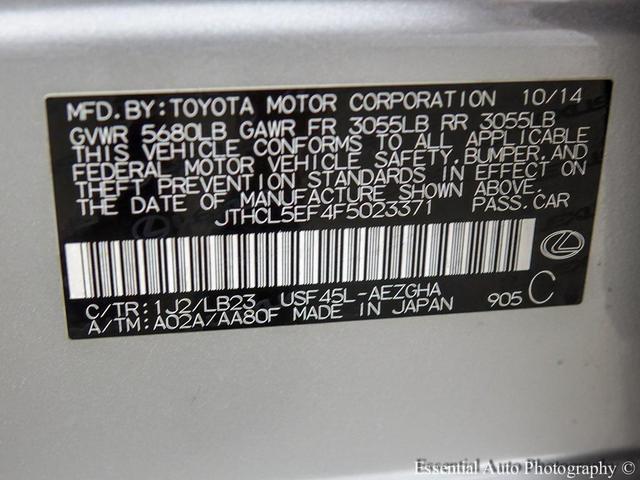 MFD. BY: TOYOTA MOTOR CORPORATION 10/14
GVWR 5680LB GAWR FR 3055LB RR 3055LB
THIS VEHICLE CONFORMS TO ALL APPLICABLE
FEDERAL MOTOR VEHICLE SAFETY, BUMPER, AND
THEFT PREVENTION STANDARDS IN EFFECT ON
THE DATE OF MANUFACTURE SHOWN ABOVE.
JTHCL5EF4F5023371 PASS. CAR
C/TR: 1J2/LB23 USF45L-AEZGHA
A/TM: A02A/AA80F MADE IN JAPAN 905 C
Essential Auto Photography ©